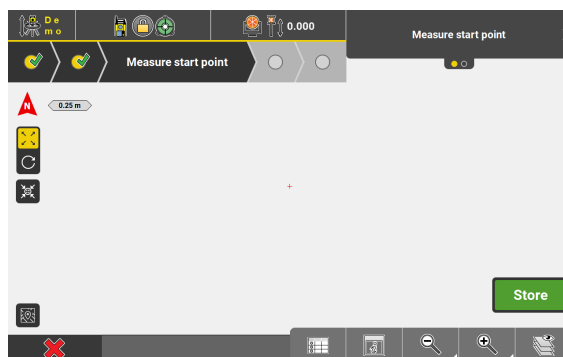 De
mo
0.000
Measure start point
Measure start point
N
0.25 m
Store